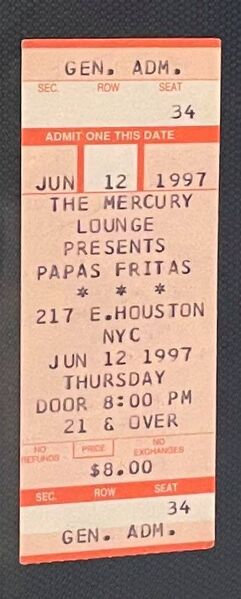 GEN. ADM.
SEC. ROW SEAT
34
ADMIT ONE THIS DATE
JUN 12 1997
THE MERCURY
LOUNGE
PRESENTS
PAPAS FRITAS
* * *
217 E.HOUSTON
NYC
JUN 12 1997
THURSDAY
DOOR 8:00 PM
21 & OVER
NO REFUNDS PRICE NO EXCHANGES
$8.00
SEC. ROW SEAT
34
GEN. ADM.